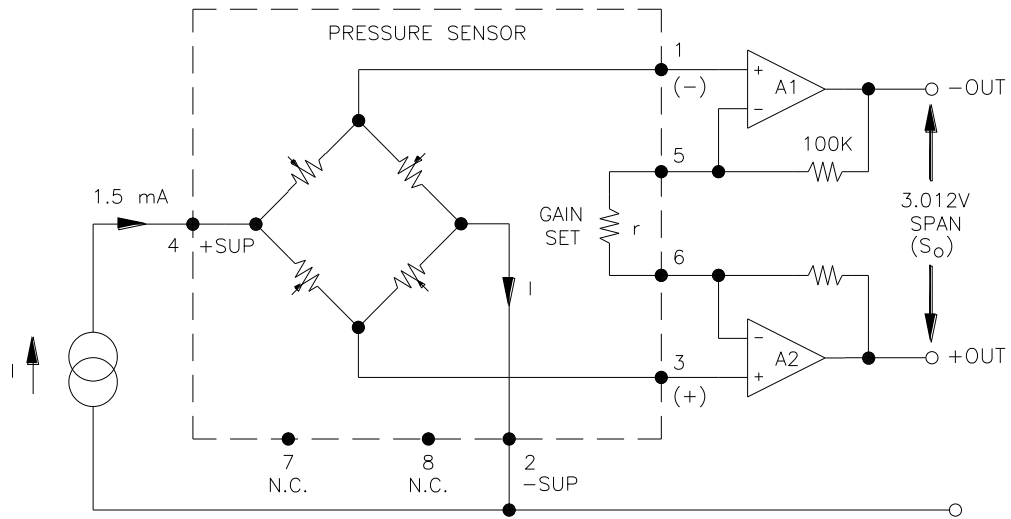 PRESSURE SENSOR
1
(-)
+
A1
-
-OUT
100K
5
1.5 mA
4
+SUP
GAIN
SET
r
3.012V
SPAN
(So)
6
I
I
-
A2
+
+OUT
3
(+)
7
N.C.
8
N.C.
2
-SUP